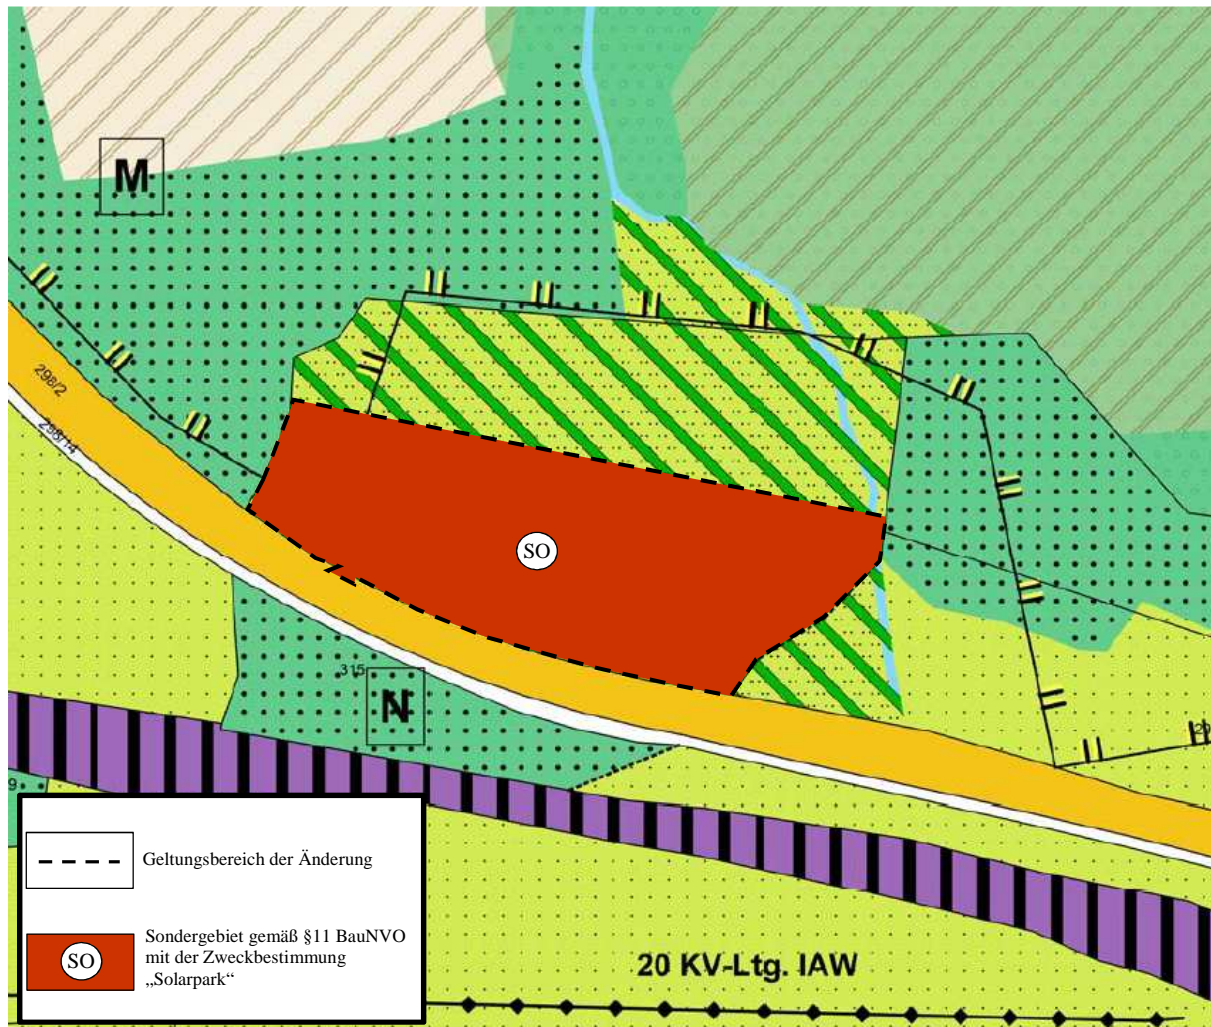 M
298/2
298/14
SO
315
N
9
Geltungsbereich der Änderung
SO
Sondergebiet gemäß §11 BauNVO
mit der Zweckbestimmung
„Solarpark“
20 KV-Ltg. IAW